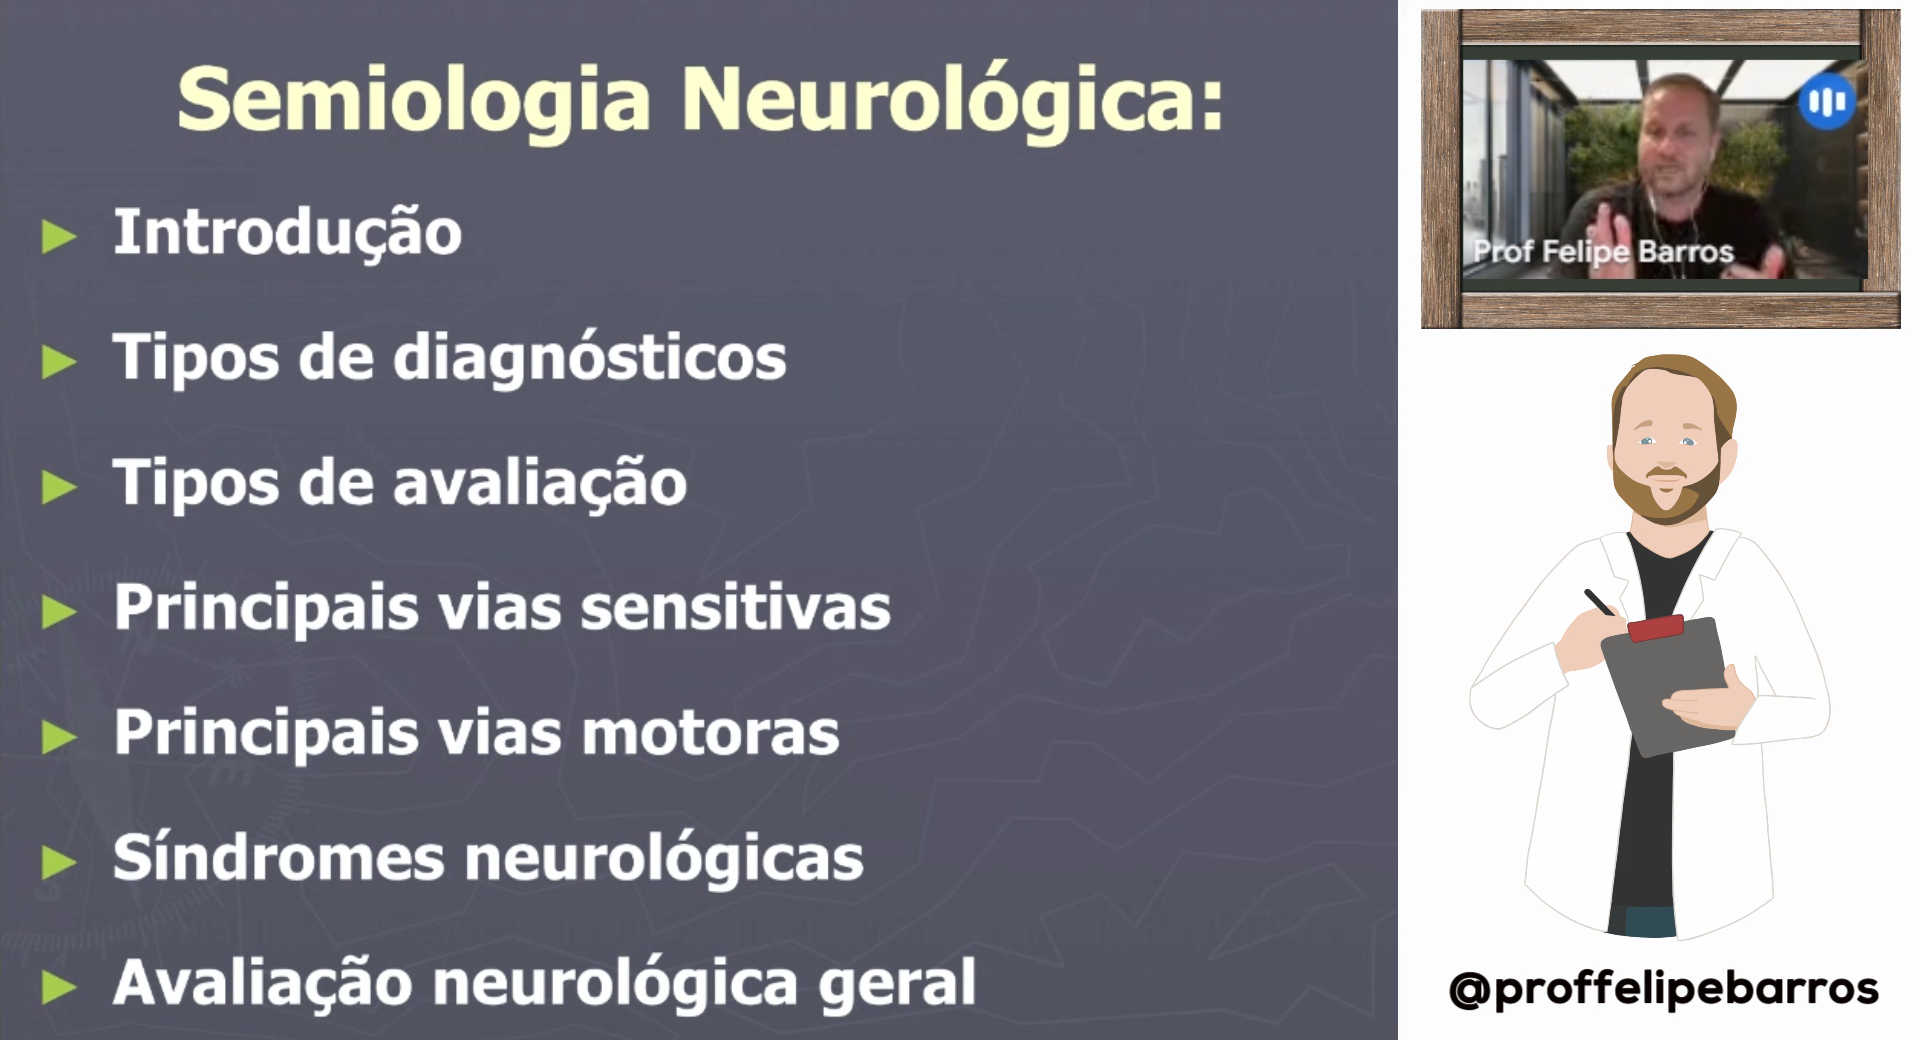 Semiologia Neurológica:
Introdução
Tipos de diagnósticos
Tipos de avaliação
Principais vias sensitivas
Principais vias motoras
Síndromes neurológicas
Avaliação neurológica geral
Prof Felipe Barros
@proffelipebarros